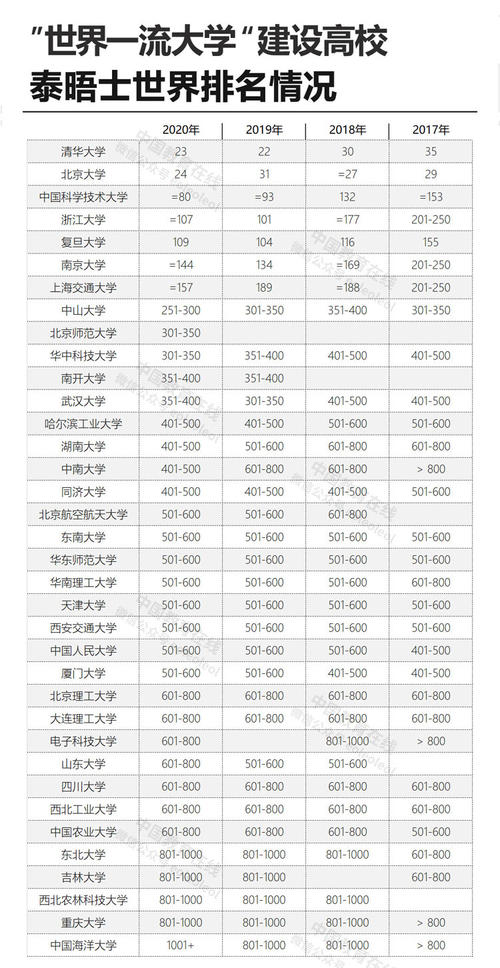 "世界一流大学"建设高校
泰晤士世界排名情况
2020年 2019年 2018年 2017年
清华大学 23 22 30 35
北京大学 24 31 =27 29
中国科学技术大学 =80 =93 132 =153
浙江大学 =107 101 =177 201-250
复旦大学 109 104 116 155
南京大学 =144 134 =169 201-250
上海交通大学 =157 189 =188 201-250
中山大学 251-300 301-350 351-400 301-350
北京师范大学 301-350
华中科技大学 301-350 351-400 401-500 401-500
南开大学 351-400 351-400
武汉大学 351-400 301-350 401-500 401-500
哈尔滨工业大学 401-500 401-500 501-600 501-600
湖南大学 401-500 501-600 601-800 601-800
中南大学 401-500 601-800 601-800 > 800
同济大学 401-500 401-500 401-500 501-600
北京航空航天大学 501-600 501-600 601-800
东南大学 501-600 501-600 501-600 501-600
华东师范大学 501-600 501-600 501-600 501-600
华南理工大学 501-600 501-600 501-600 601-800
天津大学 501-600 501-600 501-600 501-600
西安交通大学 501-600 501-600 501-600 501-600
中国人民大学 501-600 501-600 501-600 401-500
厦门大学 501-600 501-600 401-500 401-500
北京理工大学 601-800 601-800 601-800 601-800
大连理工大学 601-800 601-800 601-800 601-800
电子科技大学 601-800 801-1000 > 800
山东大学 601-800 501-600 501-600
四川大学 601-800 601-800 601-800 601-800
西北工业大学 601-800 601-800 601-800 601-800
中国农业大学 601-800 601-800 601-800 501-600
东北大学 801-1000 801-1000 801-1000 601-800
吉林大学 801-1000 801-1000 601-800
西北农林科技大学 801-1000 801-1000 801-1000
重庆大学 801-1000 801-1000 801-1000 > 800
中国海洋大学 1001+ 801-1000 801-1000 > 800
中国教育在线